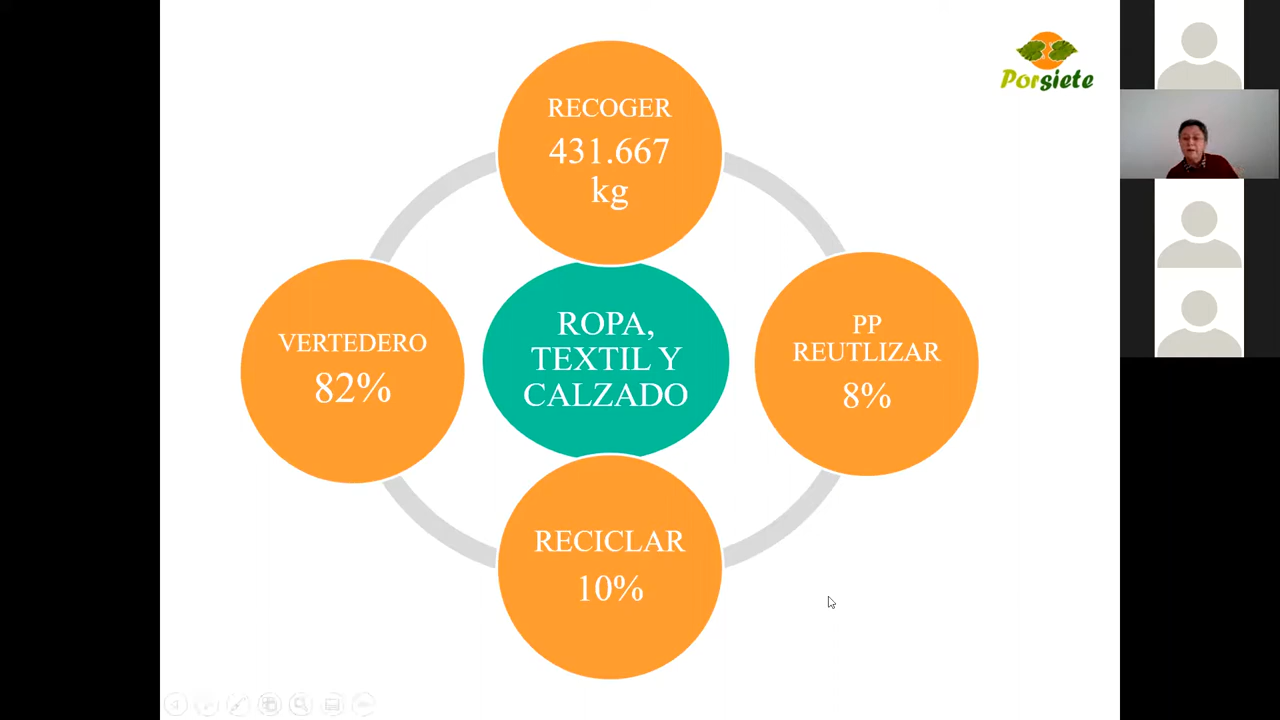 Porsiete
RECOGER
431.667
kg
PP
REUTLIZAR
8%
ROPA,
TEXTIL Y
CALZADO
VERTEDERO
82%
RECICLAR
10%